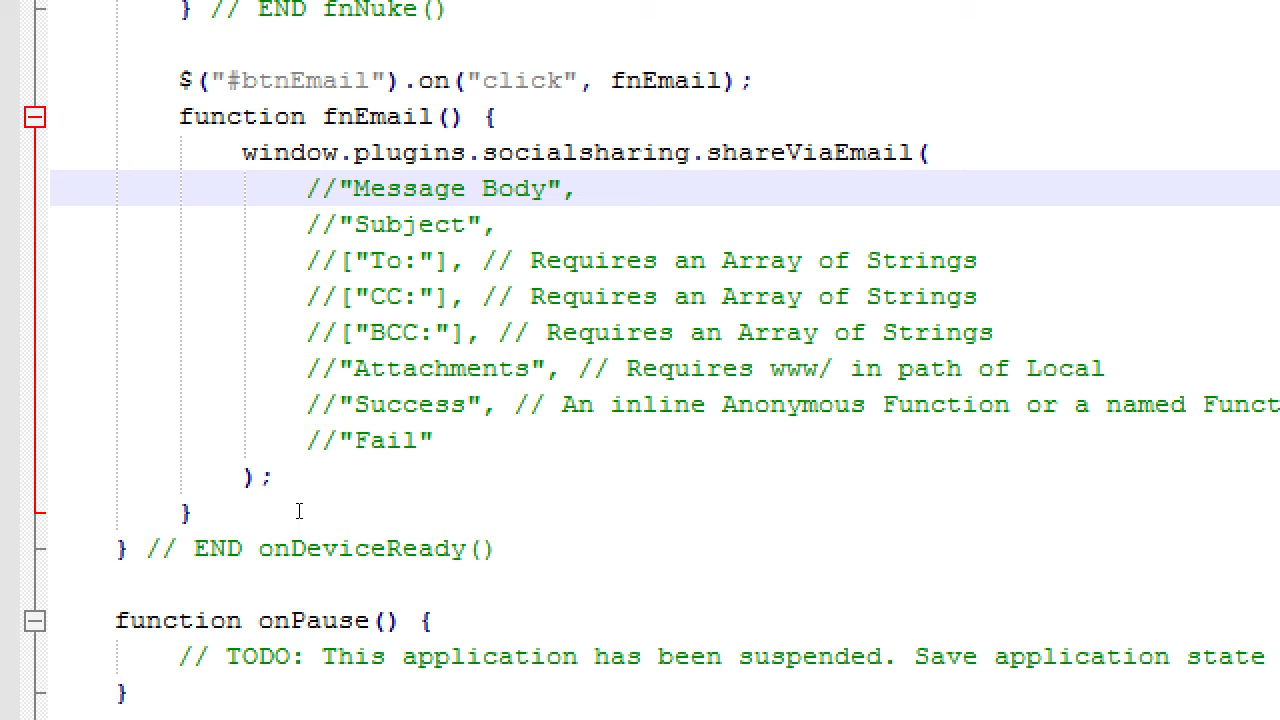 } // END fnNuke()
$("#btnEmail").on("click", fnEmail);
function fnEmail() {
window.plugins.socialsharing.shareViaEmail(
//"Message Body",
//"Subject",
//["To:"], // Requires an Array of Strings
//["CC:"], // Requires an Array of Strings
//["BCC:"], // Requires an Array of Strings
//"Attachments", // Requires www/ in path of Local
//"Success", // An inline Anonymous Function or a named Funct
//"Fail"
);
}
} // END onDeviceReady()
function onPause() {
// TODO: This application has been suspended. Save application state
}